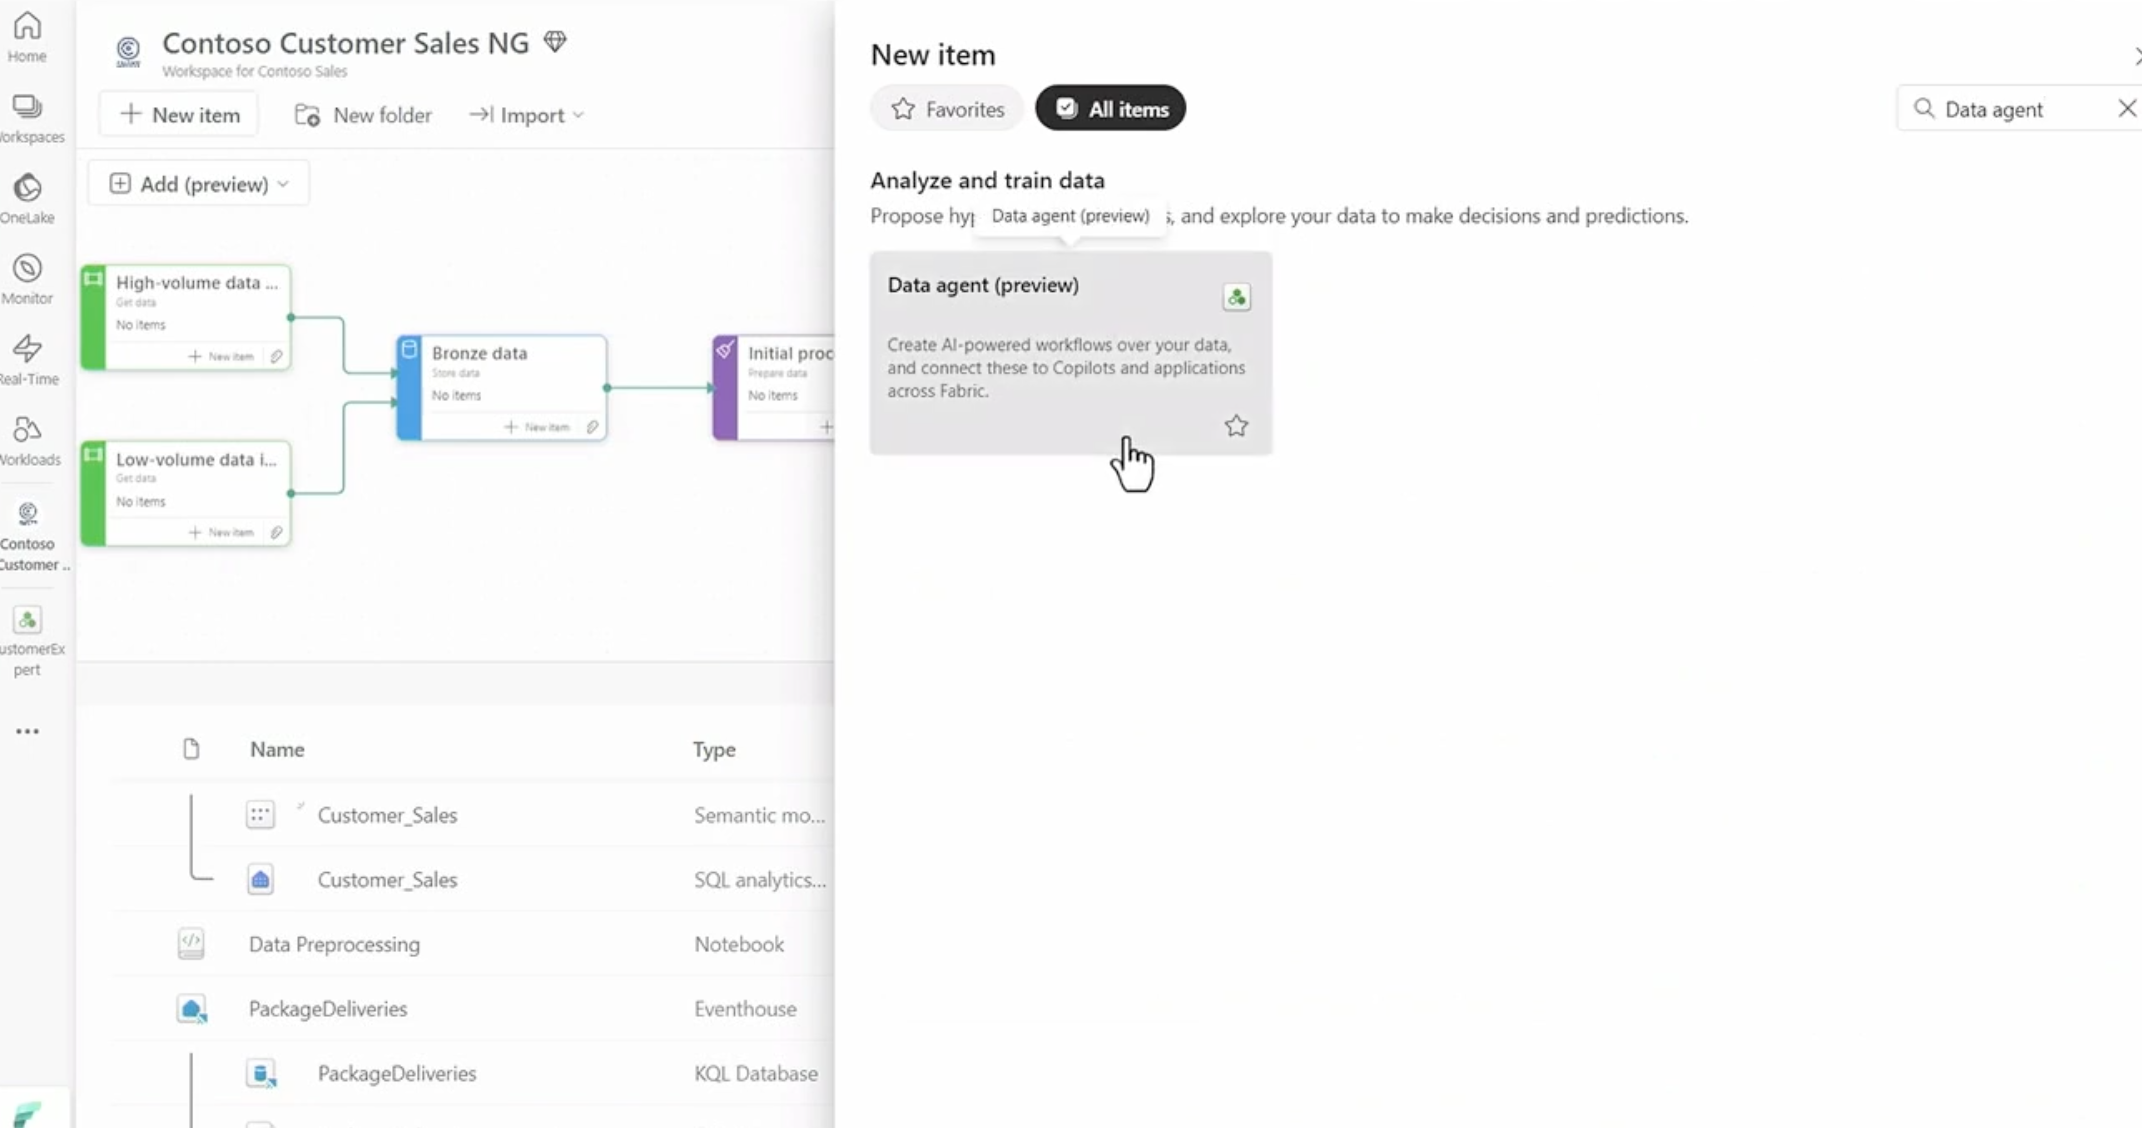 Home
orkspaces
OneLake
Monitor
Real-Time
Workloads
Contoso
Customer ..
ustomerEx
pert
Contoso Customer Sales NG
Workspace for Contoso Sales
New item
New folder
Import
Add (preview)
High-volume data ...
Get data
No items
New item
Low-volume data i...
Get data
No items
New item
Bronze data
Store data
No items
New item
Initial proc
Prepare data
No items
Name
Type
Customer_Sales
Semantic mo...
Customer_Sales
SQL analytics...
Data Preprocessing
Notebook
PackageDeliveries
Eventhouse
PackageDeliveries
KQL Database
New item
Favorites
All items
Data agent
Analyze and train data
Propose hyp
Data agent (preview)
s, and explore your data to make decisions and predictions.
Data agent (preview)
Create AI-powered workflows over your data,
and connect these to Copilots and applications
across Fabric.